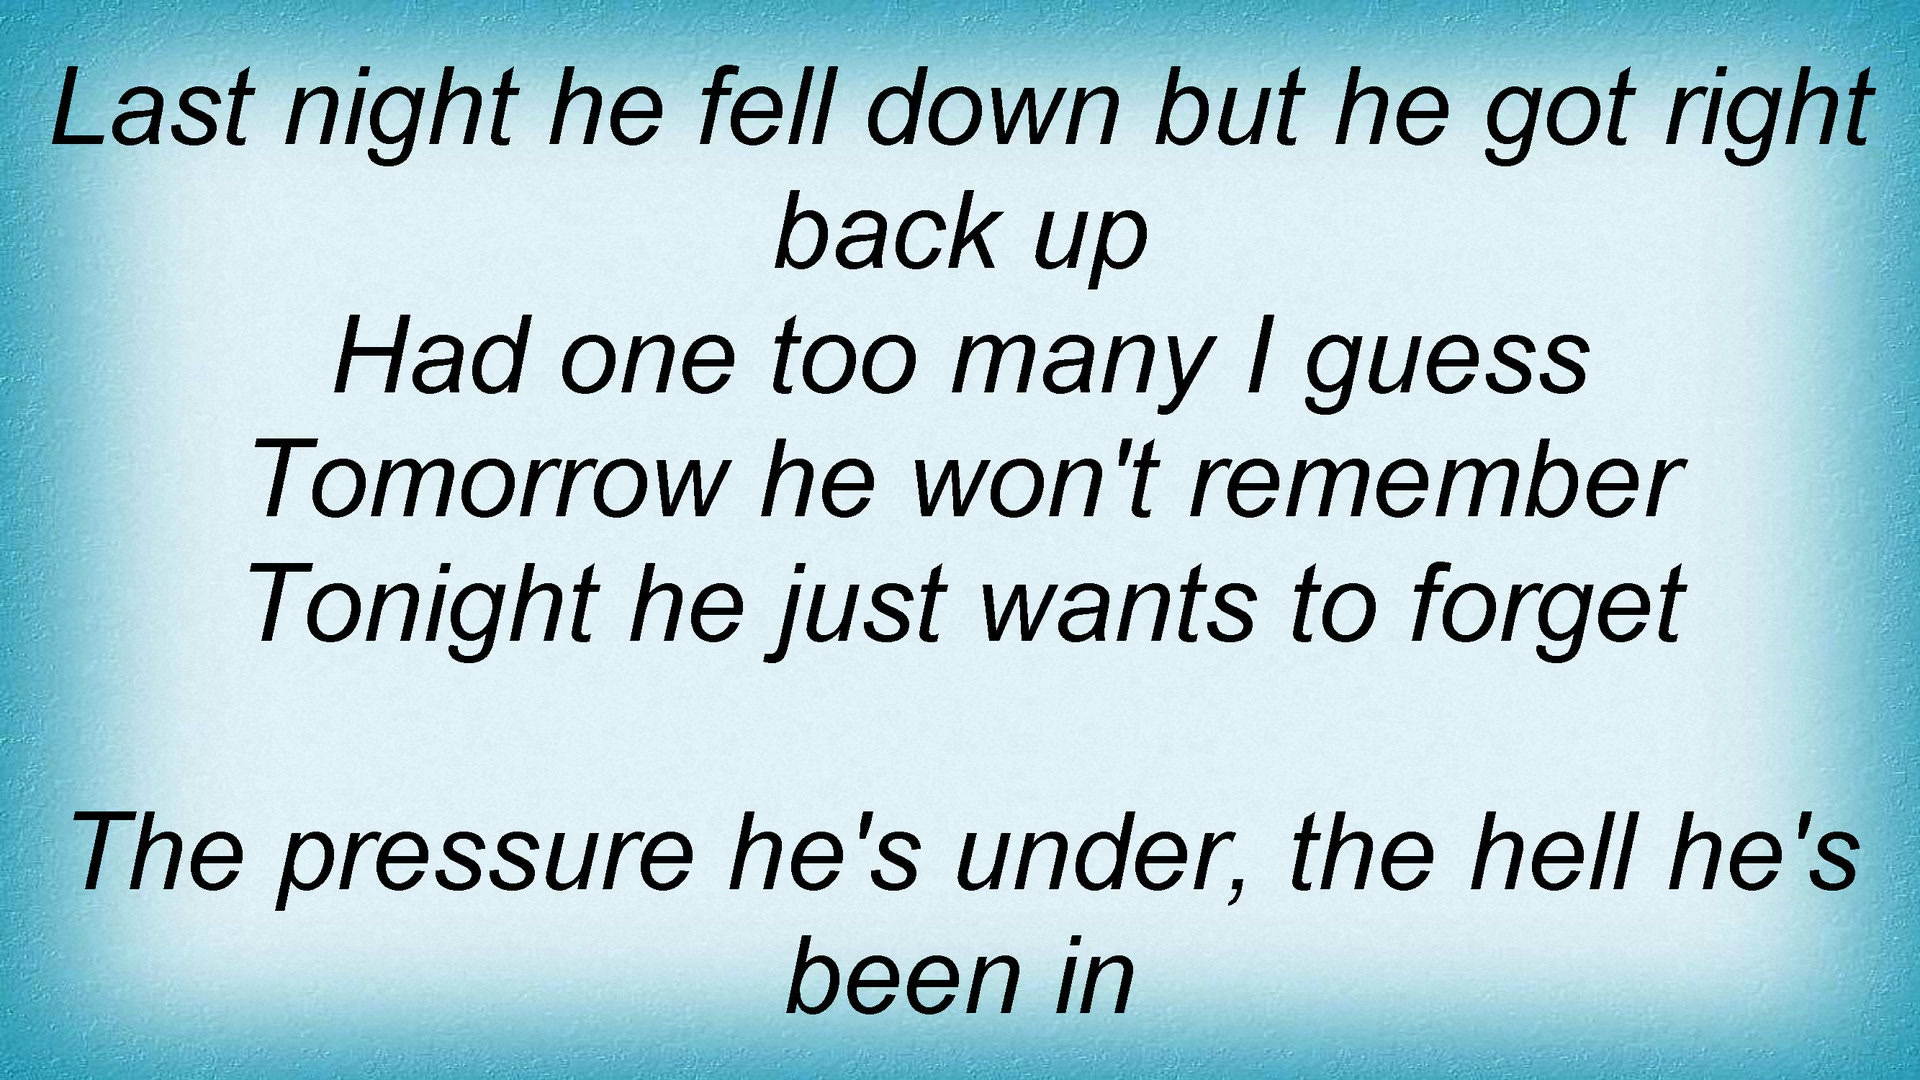 Last night he fell down but he got right
back up
Had one too many I guess
Tomorrow he won't remember
Tonight he just wants to forget
The pressure he's under, the hell he's
been in